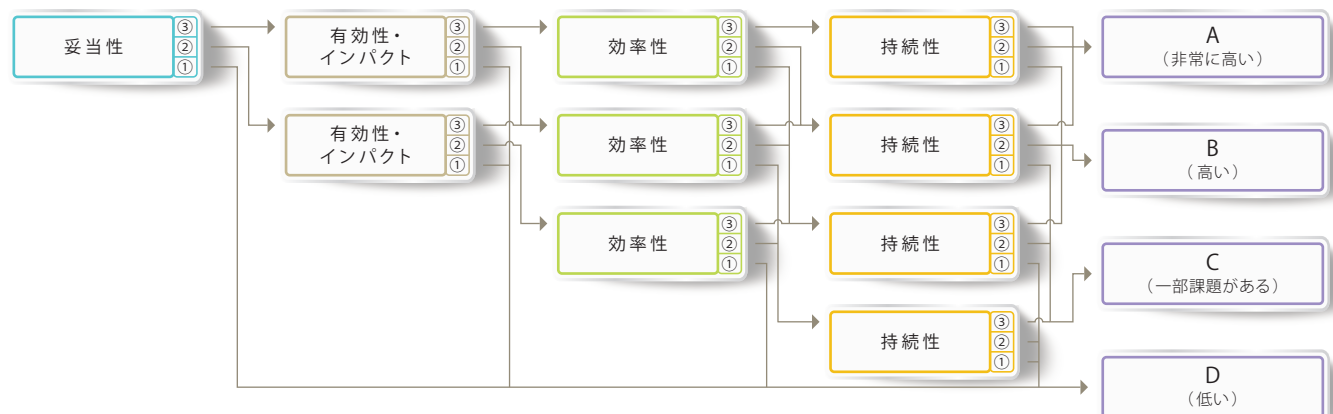 妥当性
③
②
①
有効性・
インパクト
③
②
①
効率性
③
②
①
持続性
③
②
①
A
（非常に高い）
有効性・
インパクト
③
②
①
効率性
③
②
①
持続性
③
②
①
B
（高い）
効率性
③
②
①
持続性
③
②
①
C
（一部課題がある）
持続性
③
②
①
D
（低い）